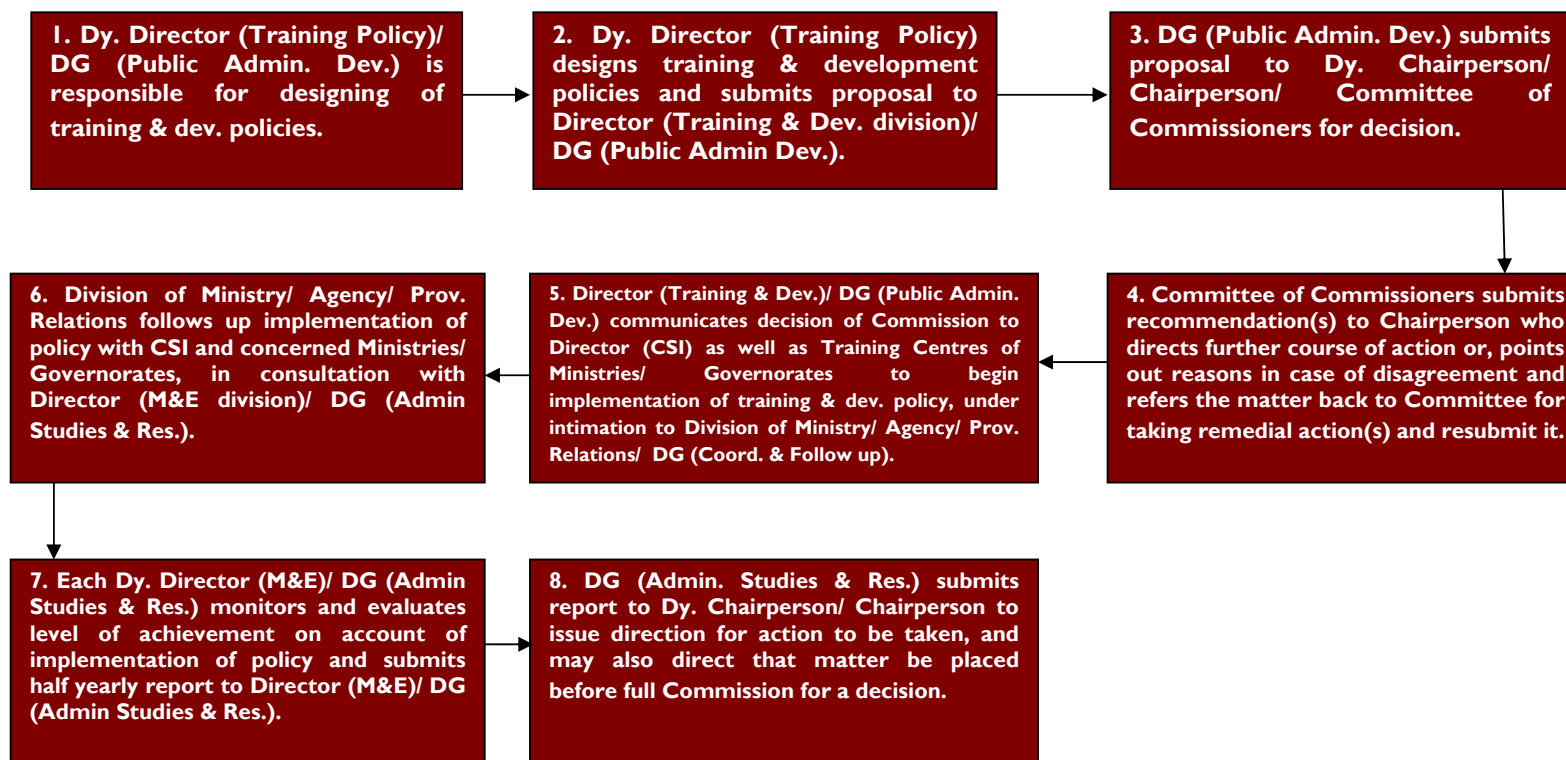 1. Dy. Director (Training Policy)/
DG (Public Admin. Dev.) is
responsible for designing of
training & dev. policies.
2. Dy. Director (Training Policy)
designs training & development
policies and submits proposal to
Director (Training & Dev. division)/
DG (Public Admin Dev.).
3. DG (Public Admin. Dev.) submits
proposal to Dy. Chairperson/
Chairperson/ Committee of
Commissioners for decision.
4. Committee of Commissioners submits
recommendation(s) to Chairperson who
directs further course of action or, points
out reasons in case of disagreement and
refers the matter back to Committee for
taking remedial action(s) and resubmit it.
5. Director (Training & Dev.)/ DG (Public Admin.
Dev.) communicates decision of Commission to
Director (CSI) as well as Training Centres of
Ministries/ Governorates to begin
implementation of training & dev. policy, under
intimation to Division of Ministry/ Agency/ Prov.
Relations/ DG (Coord. & Follow up).
6. Division of Ministry/ Agency/ Prov.
Relations follows up implementation of
policy with CSI and concerned Ministries/
Governorates, in consultation with
Director (M&E division)/ DG (Admin
Studies & Res.).
7. Each Dy. Director (M&E)/ DG (Admin
Studies & Res.) monitors and evaluates
level of achievement on account of
implementation of policy and submits
half yearly report to Director (M&E)/ DG
(Admin Studies & Res.).
8. DG (Admin. Studies & Res.) submits
report to Dy. Chairperson/ Chairperson to
issue direction for action to be taken, and
may also direct that matter be placed
before full Commission for a decision.